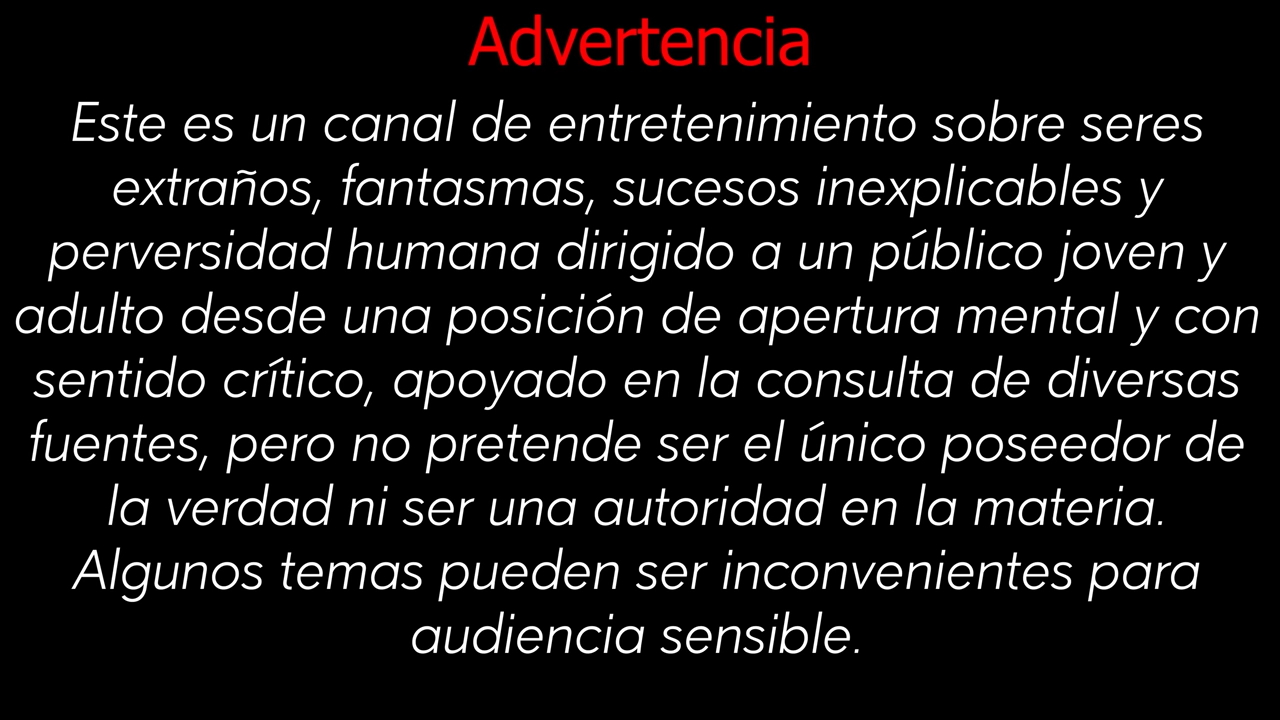 Advertencia
Este es un canal de entretenimiento sobre seres
extraños, fantasmas, sucesos inexplicables y
perversidad humana dirigido a un público joven y
adulto desde una posición de apertura mental y con
sentido crítico, apoyado en la consulta de diversas
fuentes, pero no pretende ser el único poseedor de
la verdad ni ser una autoridad en la materia.
Algunos temas pueden ser inconvenientes para
audiencia sensible.